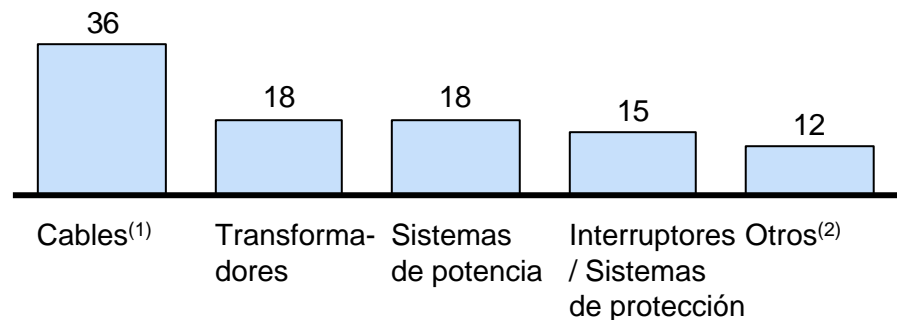 36
18
18
15
12
Cables(1)
Transforma-
dores
Sistemas
de potencia
Interruptores
/ Sistemas
de protección
Otros(2)